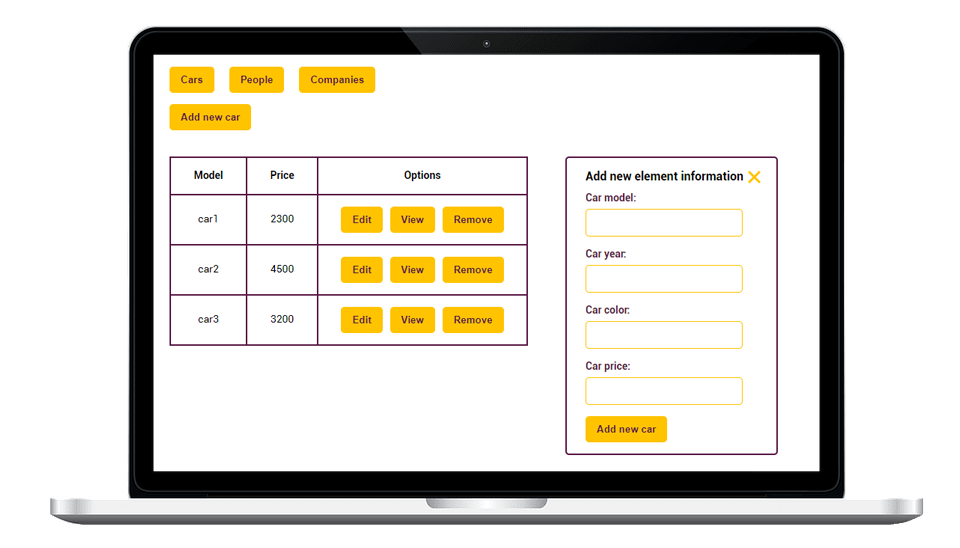 Cars People Companies
Add new car
Model Price Options
car1 2300 Edit View Remove
car2 4500 Edit View Remove
car3 3200 Edit View Remove
Add new element information
Car model:
Car year:
Car color:
Car price:
Add new car